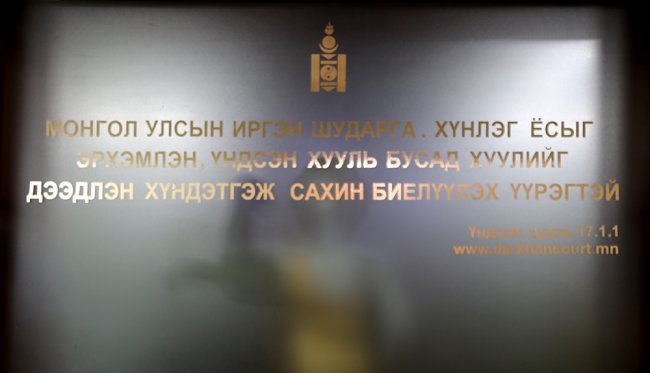 МОНГОЛ УЛСЫН ИРГЭН ШУДАРГА. ХҮНЛЭГ ЁСЫГ
ЭРХЭМЛЭН, ҮНДСЭН ХУУЛЬ БУСАД ХУУЛИЙГ
ДЭЭДЛЭН ХҮНДЭТГЭЖ САХИН БИЕЛҮҮЛЭХ ҮҮРЭГТЭЙ
Үндсэн хууль 17.1.1
www.darkhancourt.mn